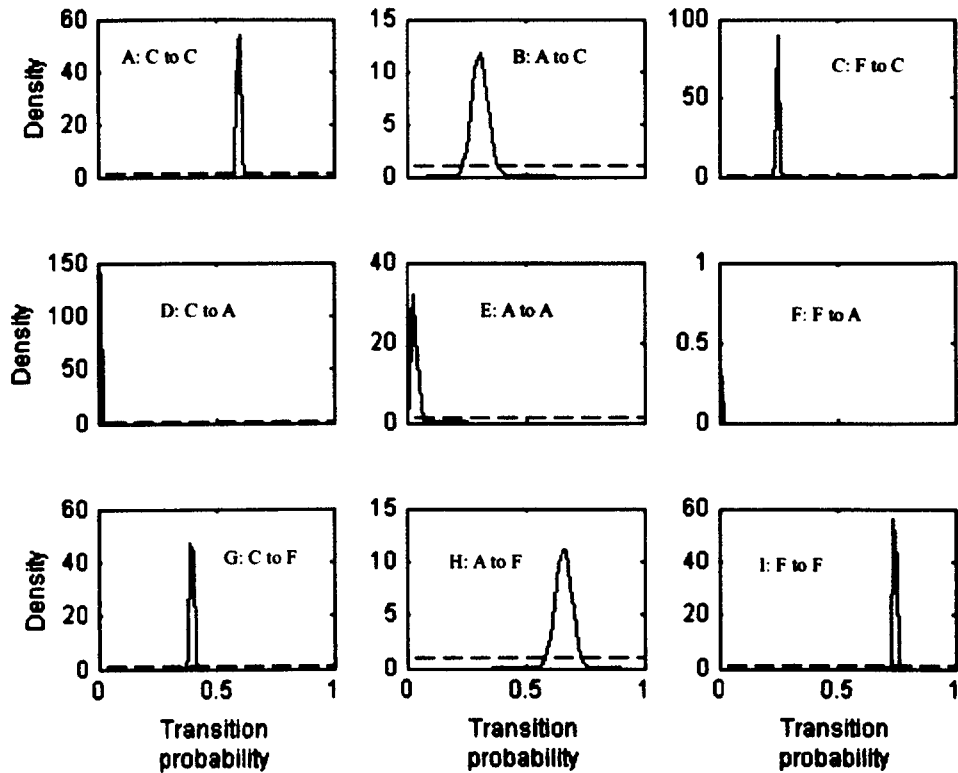 Density
60
40
20
0
A: C to C
15
10
5
0
B: A to C
100
50
0
C: F to C
Density
150
100
50
0
D: C to A
40
20
0
E: A to A
1
0.5
0
F: F to A
Density
60
40
20
0
G: C to F
15
10
5
0
H: A to F
60
40
20
0
I: F to F
0 0.5 1
0 0.5 1
0 0.5 1
Transition
probability
Transition
probability
Transition
probability